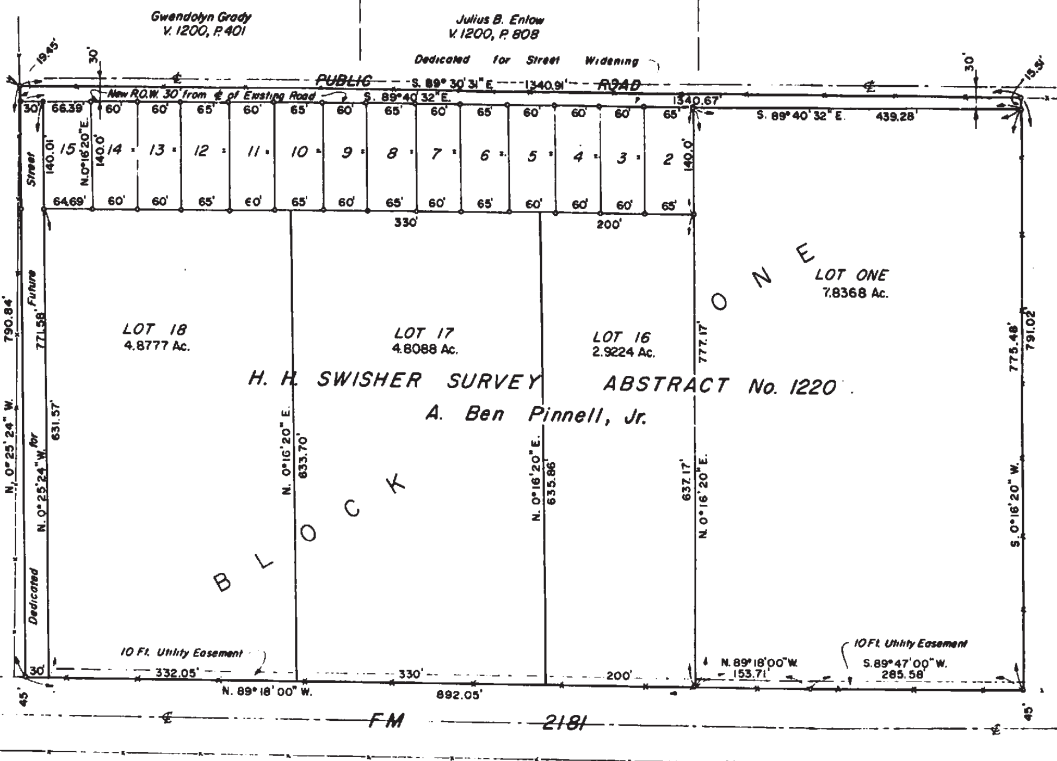 Gwendolyn Grady
V. 1200, P. 401
Julius B. Enlow
V. 1200, P. 808
Dedicated for Street Widening
19.45'
30'
30'
15.51'
℄ PUBLIC S. 89° 30' 31" E. 1340.91' ROAD ℄
New R.O.W. 30' from ℄ of Existing Road
S. 89° 40' 32" E.
1340.67'
S. 89° 40' 32" E. 439.28'
30' 66.39' 60' 60' 65' 60' 65' 60' 65' 60' 65' 60' 60' 60' 65'
Street
140.01'
15
N. 0° 16' 20" E.
140.0'
14 " 13 " 12 " 11 " 10 " 9 " 8 " 7 " 6 " 5 " 4 " 3 " 2
140.0'
64.69' 60' 60' 65' 60' 65' 60' 65' 60' 65' 60' 60' 60' 65'
330'
200'
BLOCK ONE
LOT ONE
7.8368 Ac.
790.84'
Future
771.58'
LOT 18
4.8777 Ac.
LOT 17
4.8088 Ac.
LOT 16
2.9224 Ac.
777.17'
775.48'
791.02'
H. H. SWISHER SURVEY ABSTRACT No. 1220
A. Ben Pinnell, Jr.
N. 0° 25' 24" W.
for
N. 0° 25' 24" W.
631.57'
N. 0° 16' 20" E.
633.70'
N. 0° 16' 20" E.
635.86'
637.17'
N. 0° 16' 20" E.
S. 0° 16' 20" W.
Dedicated
10 Ft. Utility Easement
10 Ft. Utility Easement
30' 332.05' 330' 200'
N. 89° 18' 00" W.
153.71'
S. 89° 47' 00" W.
285.58'
N. 89° 18' 00" W. 892.05'
45'
45'
℄ FM 2181 ℄